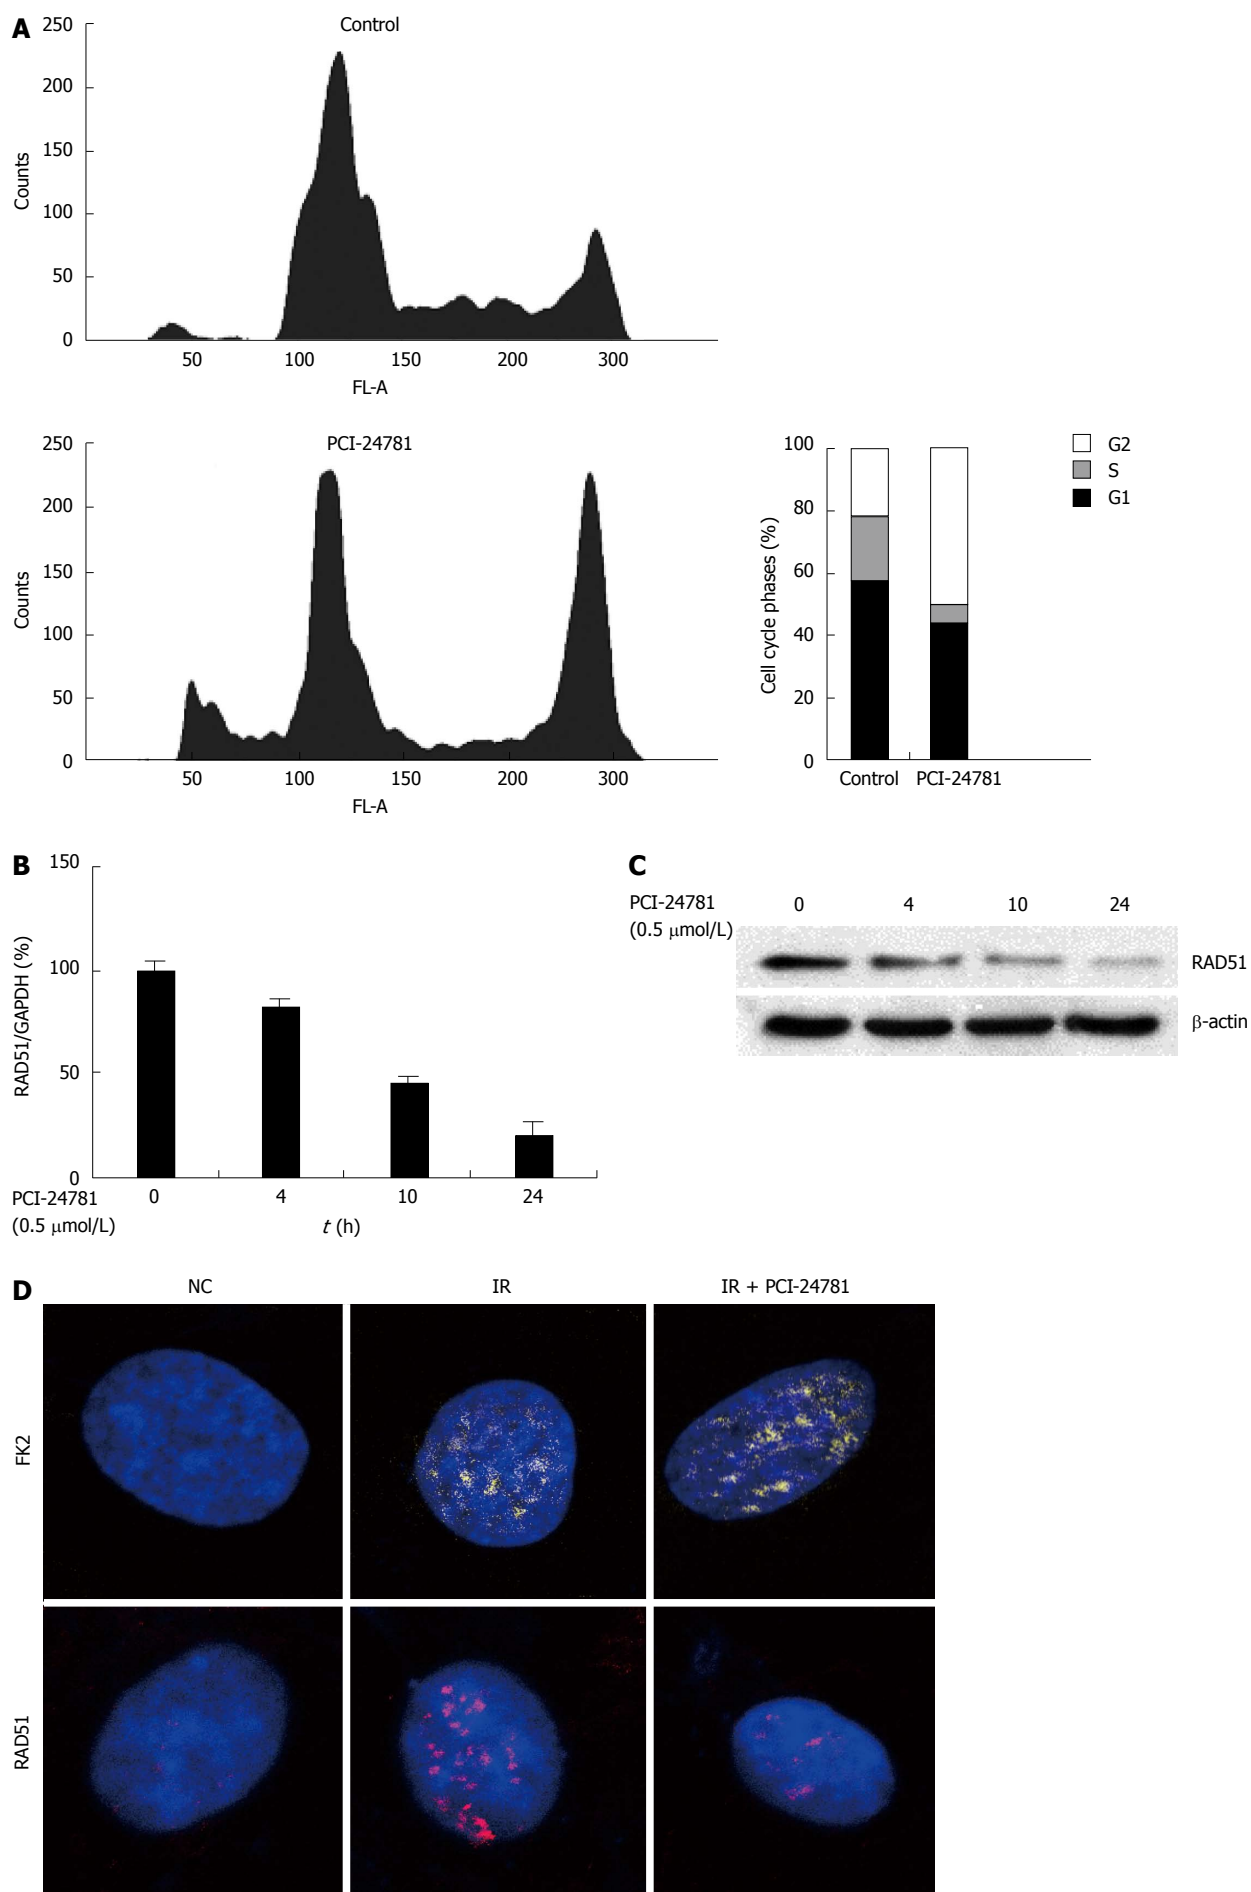 A
Control
250
200
150
100
50
0
Counts
50 100 150 200 300
FL-A
PCI-24781
250
200
150
100
50
0
Counts
50 100 150 200 300
FL-A
100
80
60
40
20
0
Cell cycle phases (%)
Control PCI-24781
G2
S
G1
B
150
100
50
0
RAD51/GAPDH (%)
PCI-24781 0 4 10 24
(0.5 μmol/L) t (h)
C
PCI-24781 0 4 10 24
(0.5 μmol/L)
RAD51
β-actin
D
NC IR IR + PCI-24781
FK2
RAD51